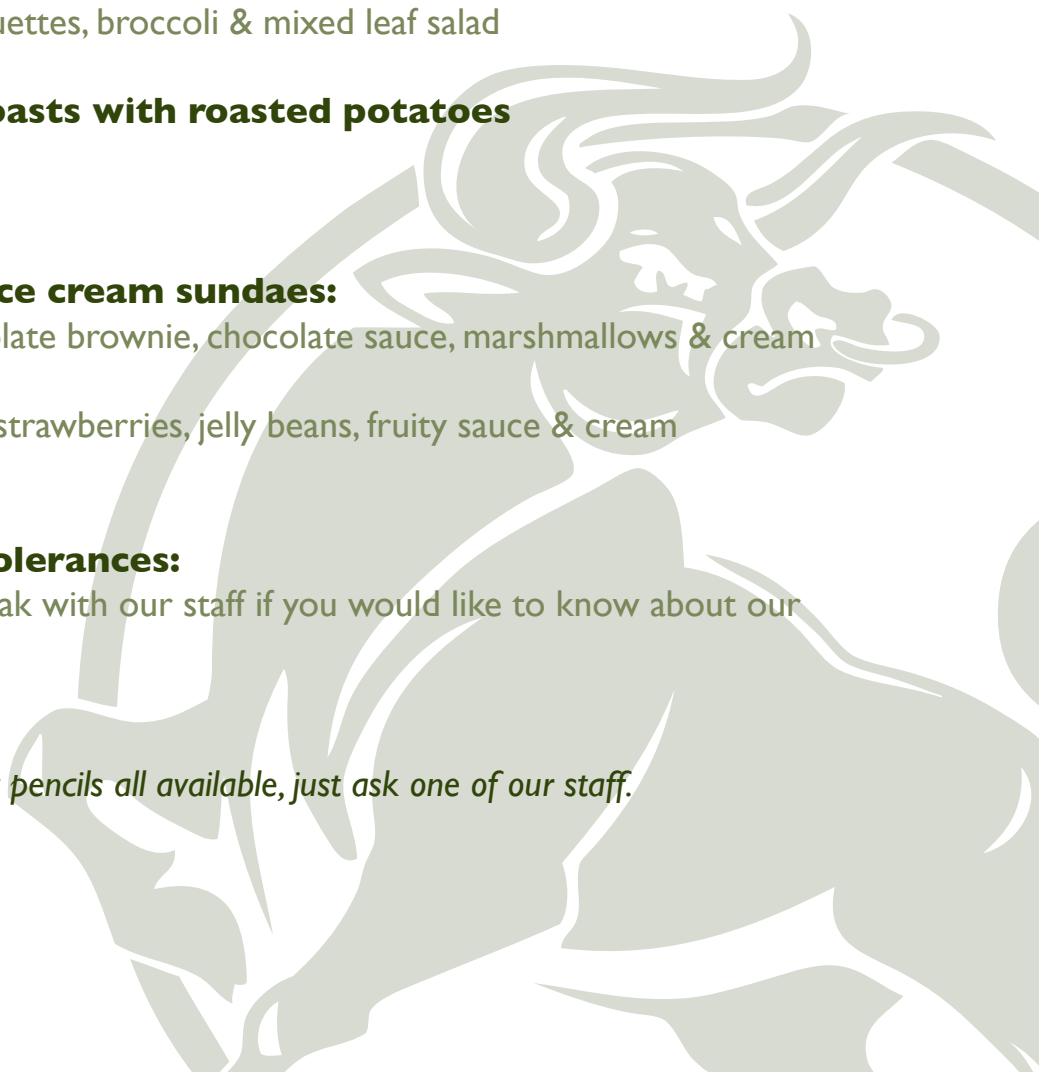 uettes, broccoli & mixed leaf salad
oasts with roasted potatoes
ce cream sundaes:
late brownie, chocolate sauce, marshmallows & cream
strawberries, jelly beans, fruity sauce & cream
olerances:
ak with our staff if you would like to know about our
pencils all available, just ask one of our staff.